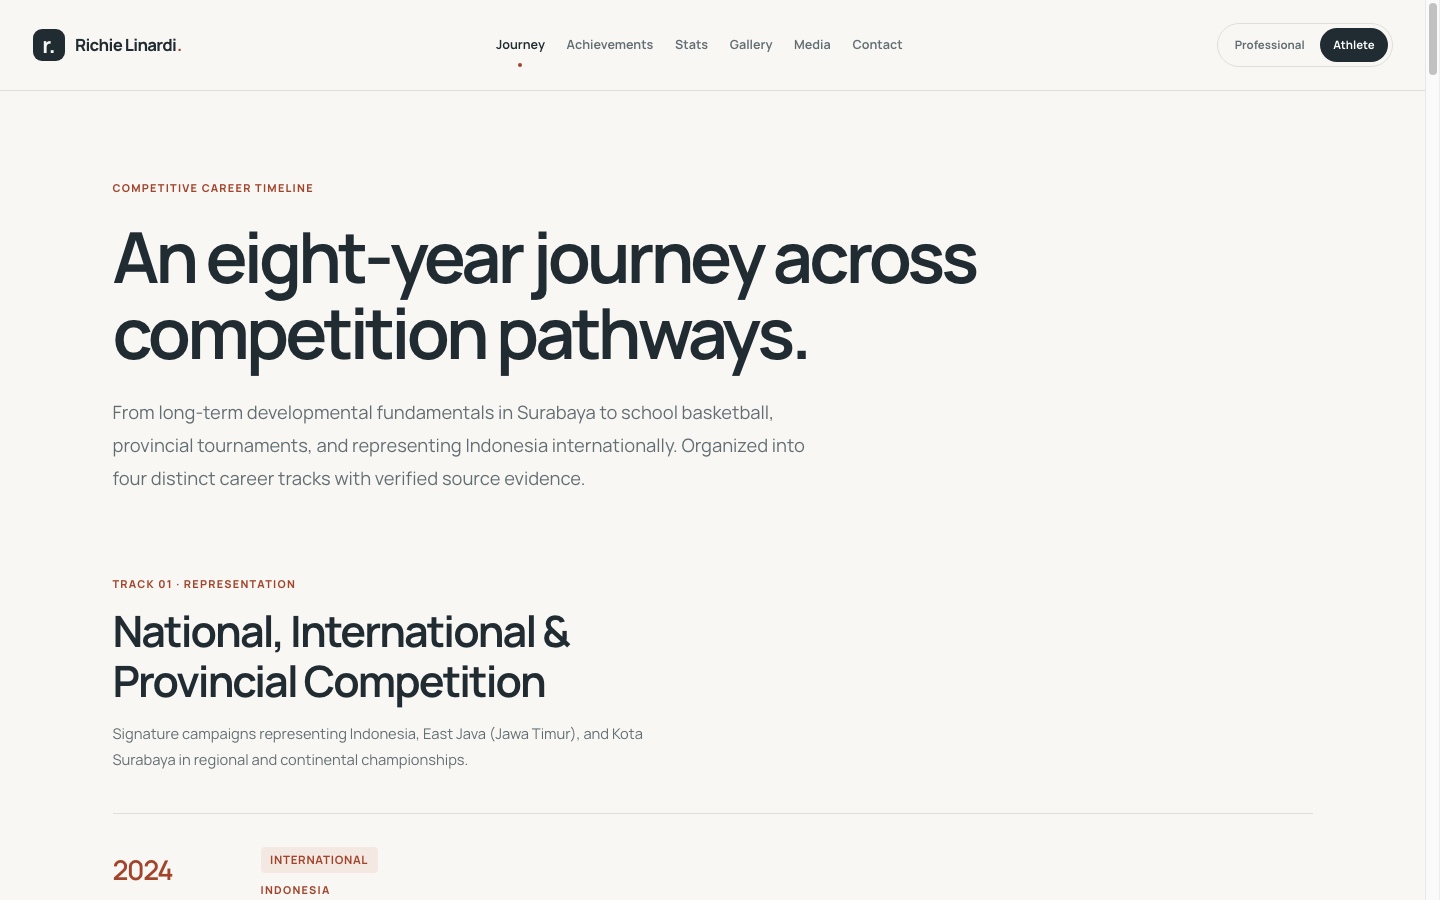 r.
Richie Linardi.
Journey
Achievements
Stats
Gallery
Media
Contact
Professional
Athlete
COMPETITIVE CAREER TIMELINE
An eight-year journey across
competition pathways.
From long-term developmental fundamentals in Surabaya to school basketball,
provincial tournaments, and representing Indonesia internationally. Organized into
four distinct career tracks with verified source evidence.
TRACK 01 · REPRESENTATION
National, International &
Provincial Competition
Signature campaigns representing Indonesia, East Java (Jawa Timur), and Kota
Surabaya in regional and continental championships.
2024
INTERNATIONAL
INDONESIA